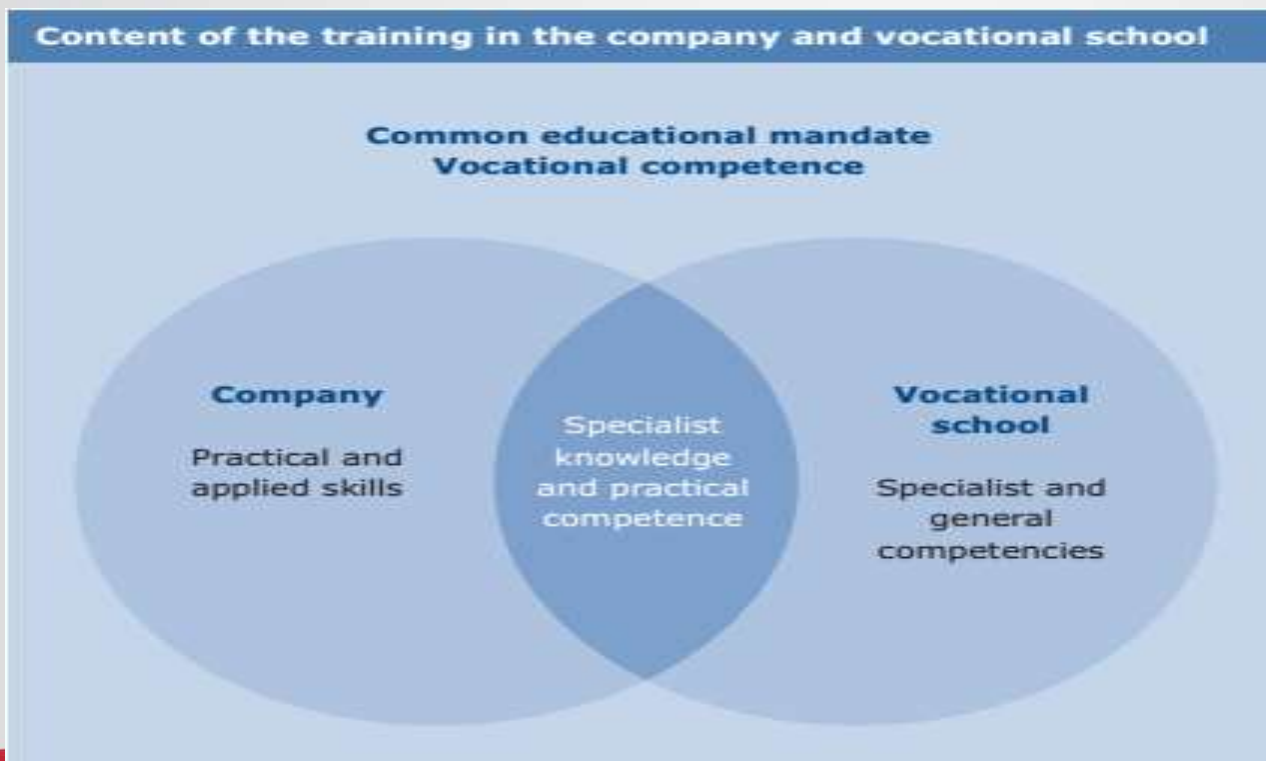 Content of the training in the company and vocational school
Common educational mandate
Vocational competence
Company
Practical and
applied skills
Specialist
knowledge
and practical
competence
Vocational
school
Specialist and
general
competencies